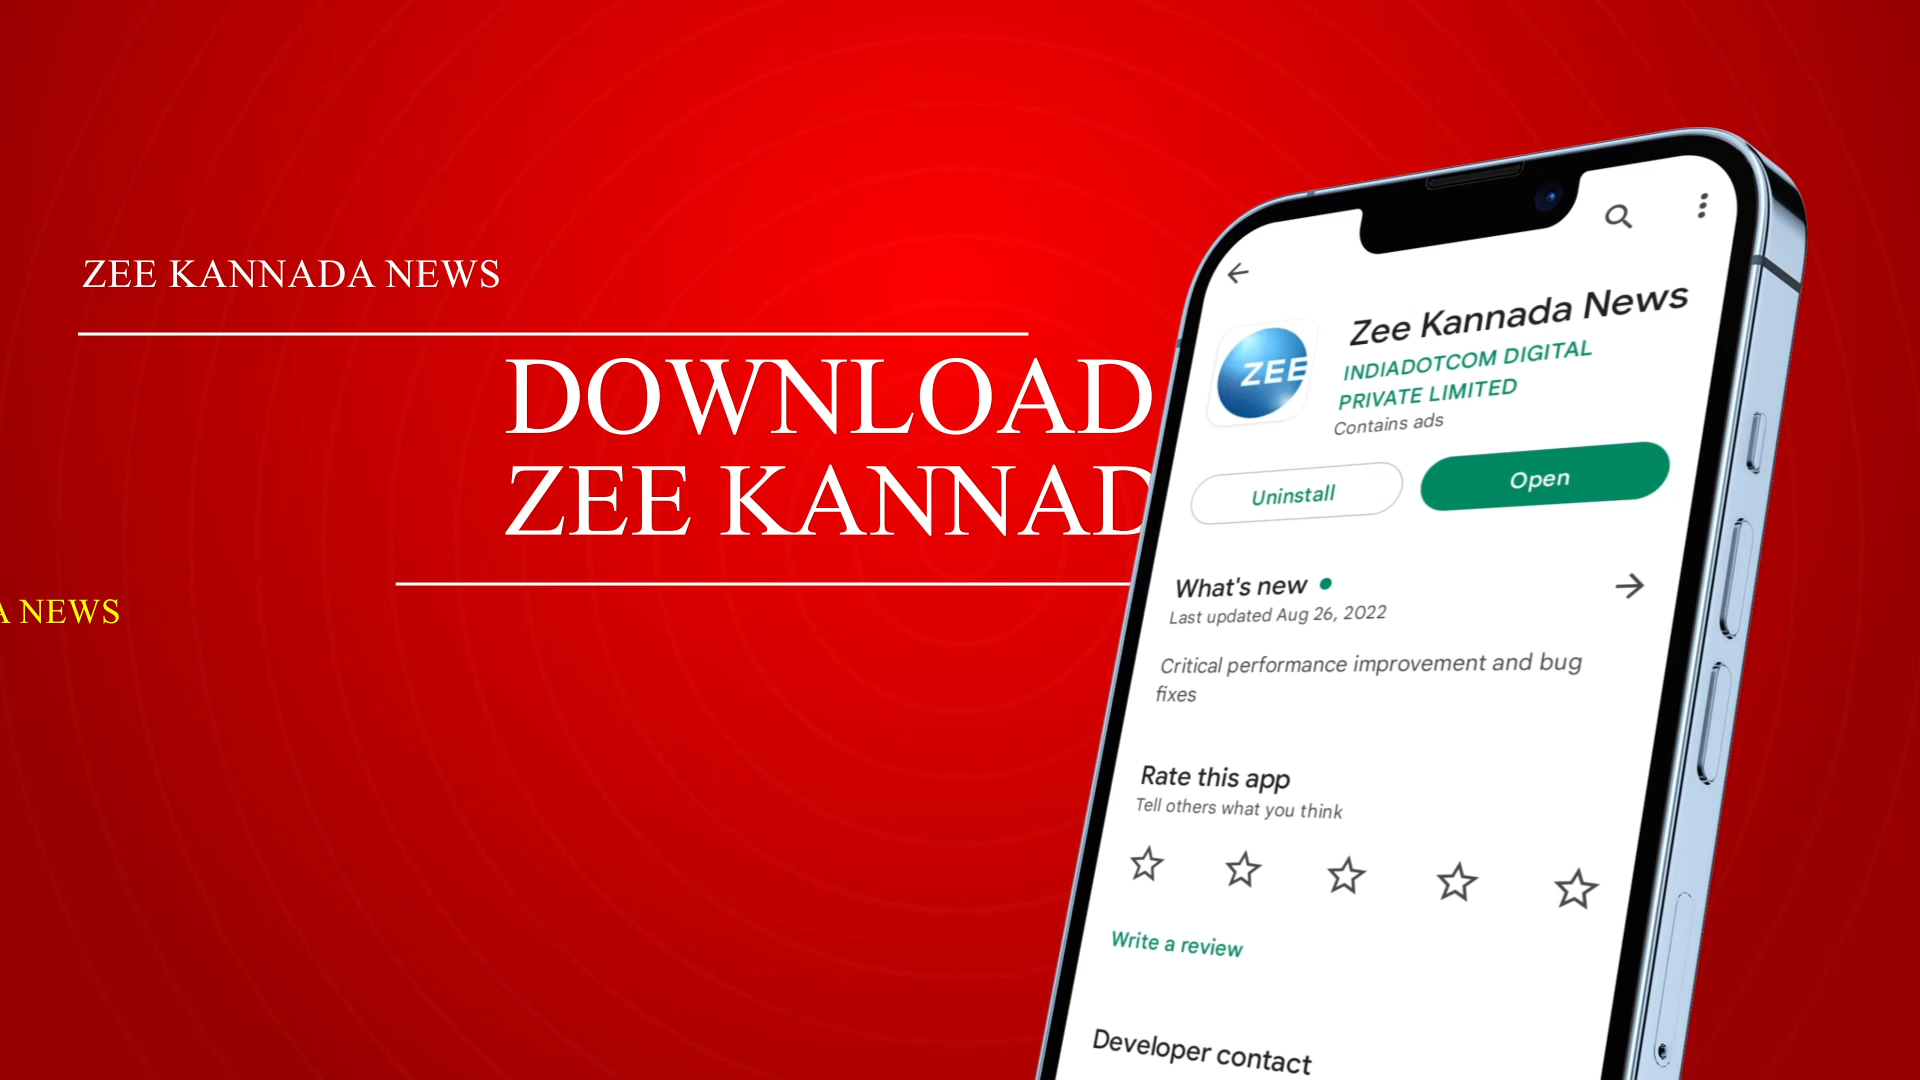 ZEE KANNADA NEWS
DOWNLOAD
ZEE KANNAD
A NEWS
Zee Kannada News
ZEE
INDIADOTCOM DIGITAL
PRIVATE LIMITED
Contains ads
Uninstall
Open
What's new
Last updated Aug 26, 2022
Critical performance improvement and bug
fixes
Rate this app
Tell others what you think
Write a review
Developer contact